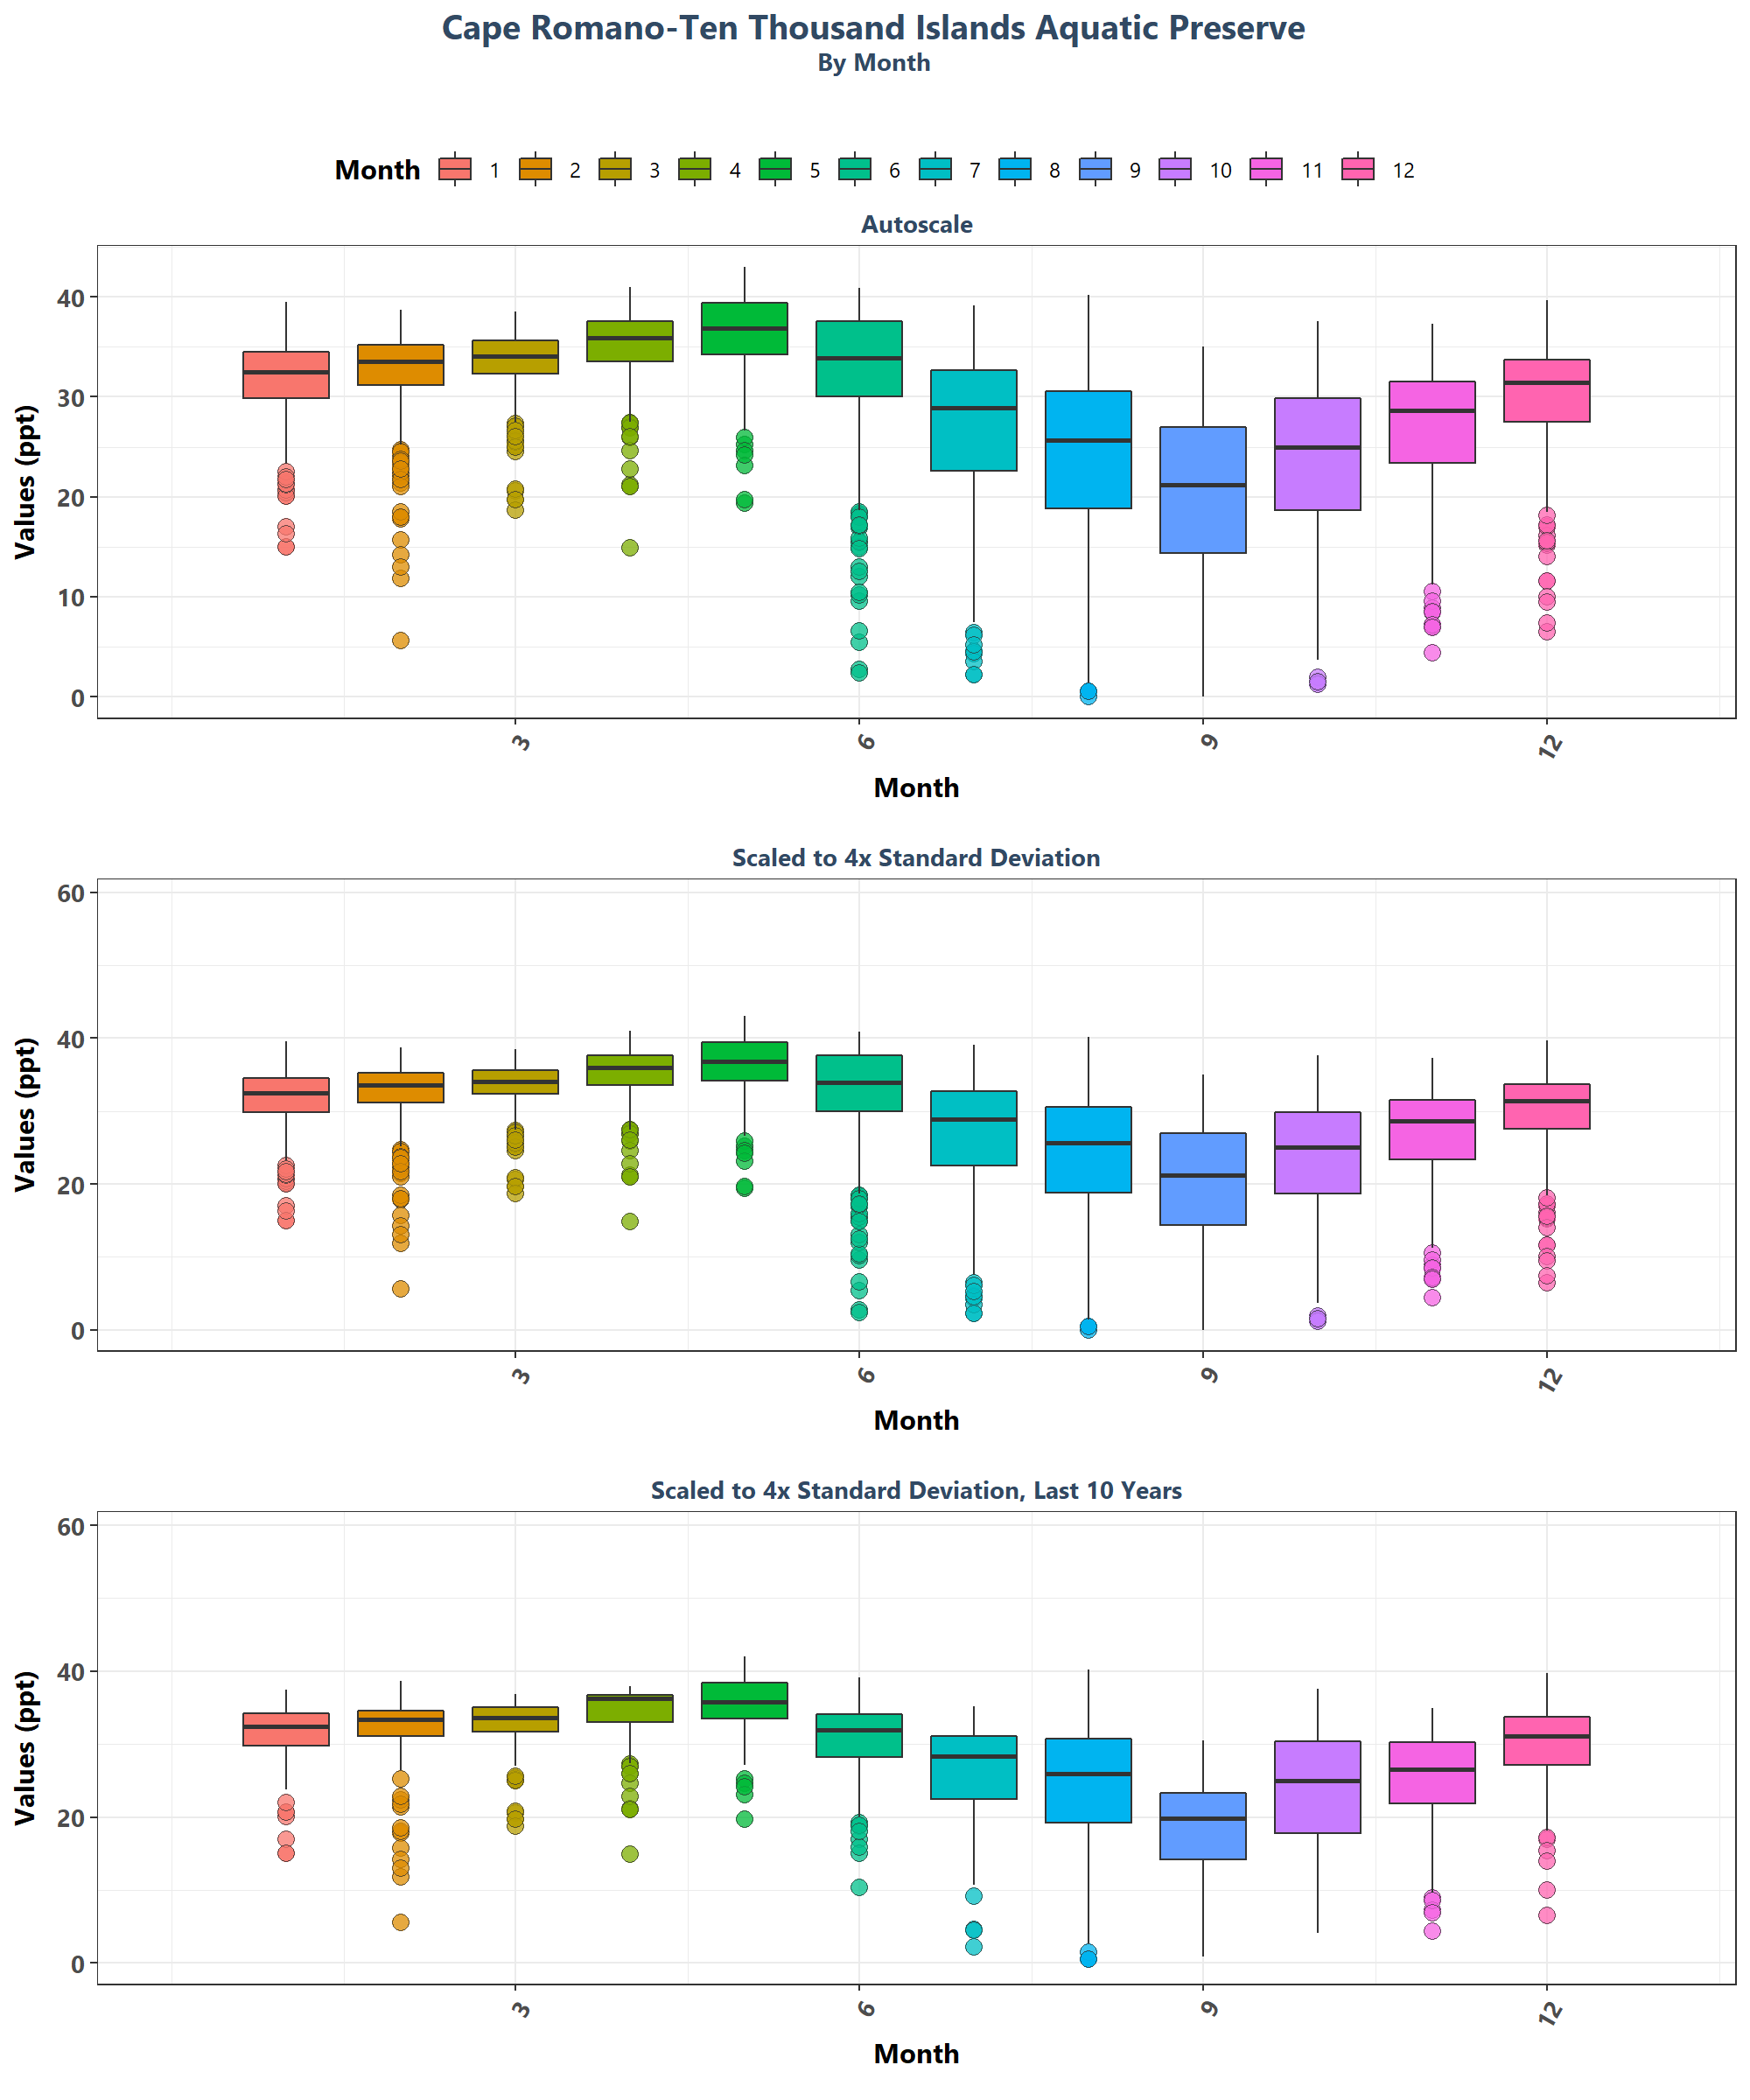 Cape Romano-Ten Thousand Islands Aquatic Preserve
By Month
Month 1 2 3 4 5 6 7 8 9 10 11 12
Autoscale
Values (ppt)
40
30
20
10
0
3 6 9 12
Month
Scaled to 4x Standard Deviation
Values (ppt)
60
40
20
0
3 6 9 12
Month
Scaled to 4x Standard Deviation, Last 10 Years
Values (ppt)
60
40
20
0
3 6 9 12
Month